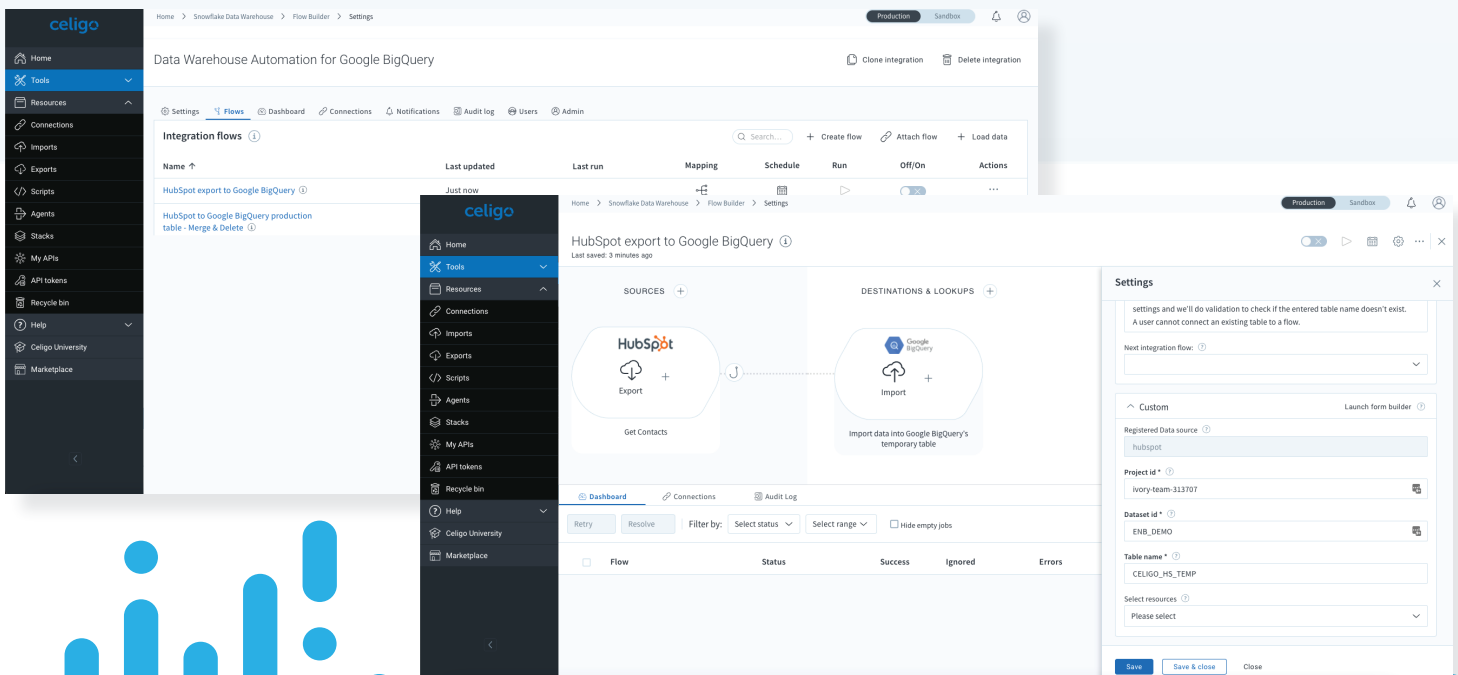 celigo
Home > Snowflake Data Warehouse > Flow Builder > Settings
Production Sandbox
Home
Tools
Resources
Connections
Imports
Exports
Scripts
Agents
Stacks
My APIs
API tokens
Recycle bin
Help
Celigo University
Marketplace
Data Warehouse Automation for Google BigQuery
Clone integration Delete integration
Settings Flows Dashboard Connections Notifications Audit log Users Admin
Integration flows
Search... + Create flow Attach flow + Load data
Name ↑ Last updated Last run Mapping Schedule Run Off/On Actions
HubSpot export to Google BigQuery Just now
HubSpot to Google BigQuery production
table - Merge & Delete
celigo
Home > Snowflake Data Warehouse > Flow Builder > Settings
Production Sandbox
Home
Tools
Resources
Connections
Imports
Exports
Scripts
Agents
Stacks
My APIs
API tokens
Recycle bin
Help
Celigo University
Marketplace
HubSpot export to Google BigQuery
Last saved: 3 minutes ago
SOURCES +
DESTINATIONS & LOOKUPS +
HubSpot
Export
Get Contacts
Google
BigQuery
Import
Import data into Google BigQuery's
temporary table
Dashboard Connections Audit Log
Retry Resolve Filter by: Select status Select range Hide empty jobs
Flow Status Success Ignored Errors
Settings
settings and we'll do validation to check if the entered table name doesn't exist.
A user cannot connect an existing table to a flow.
Next integration flow:
Custom Launch form builder
Registered Data source
hubspot
Project id *
ivory-team-313707
Dataset id *
ENB_DEMO
Table name *
CELIGO_HS_TEMP
Select resources
Please select
Save Save & close Close